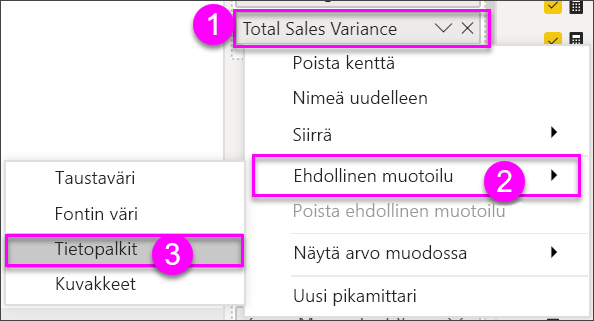 1
Total Sales Variance
Poista kenttä
Nimeä uudelleen
Siirrä
Ehdollinen muotoilu
2
Poista ehdollinen muotoilu
Näytä arvo muodossa
Uusi pikamittari
Taustaväri
Fontin väri
Tietopalkit
3
Kuvakkeet